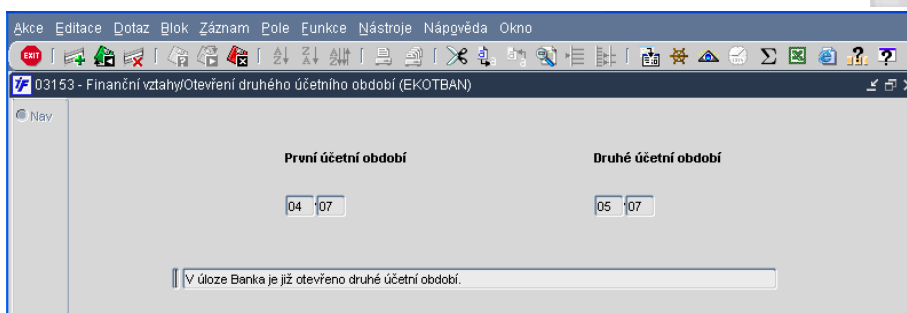 Akce Editace Dotaz Blok Záznam Pole Funkce Nástroje Nápověda Okno
EXIT
03153 - Finanční vztahy/Otevření druhého účetního období (EKOTBAN)
Nav
První účetní období Druhé účetní období
04 07 05 07
V úloze Banka je již otevřeno druhé účetní období.